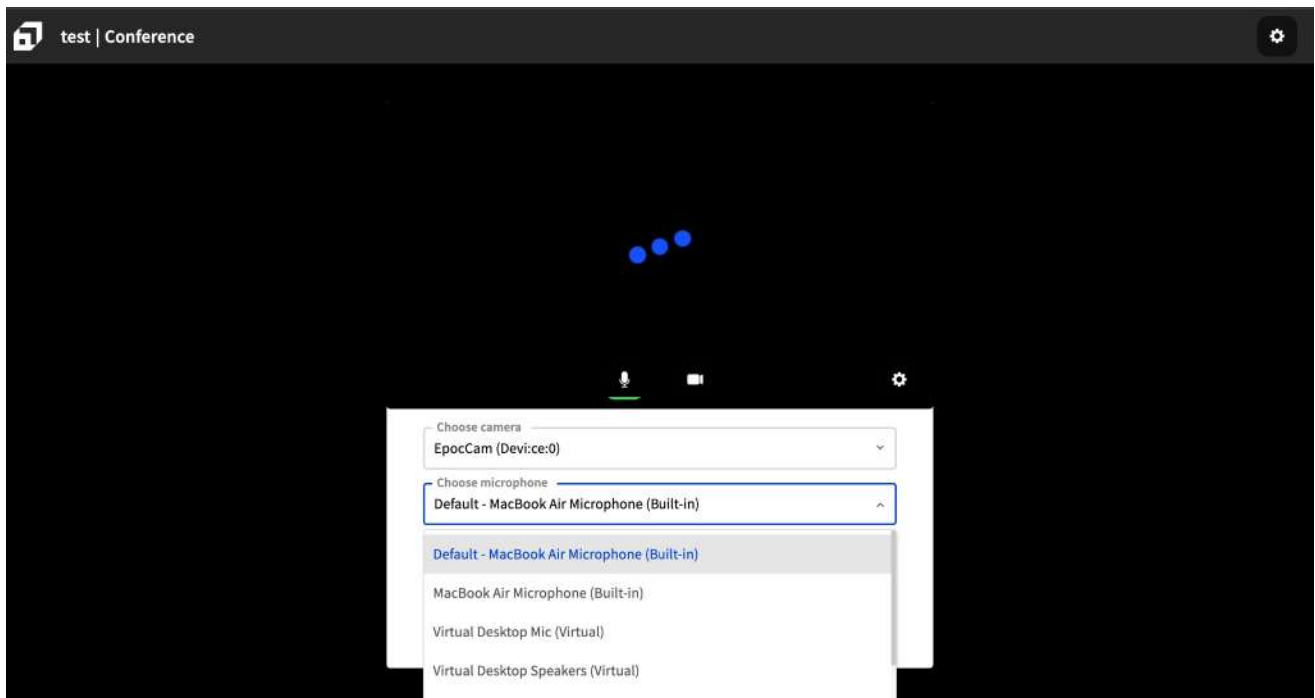 test | Conference
Choose camera
EpocCam (Devi:ce:0)
Choose microphone
Default - MacBook Air Microphone (Built-in)
Default - MacBook Air Microphone (Built-in)
MacBook Air Microphone (Built-in)
Virtual Desktop Mic (Virtual)
Virtual Desktop Speakers (Virtual)